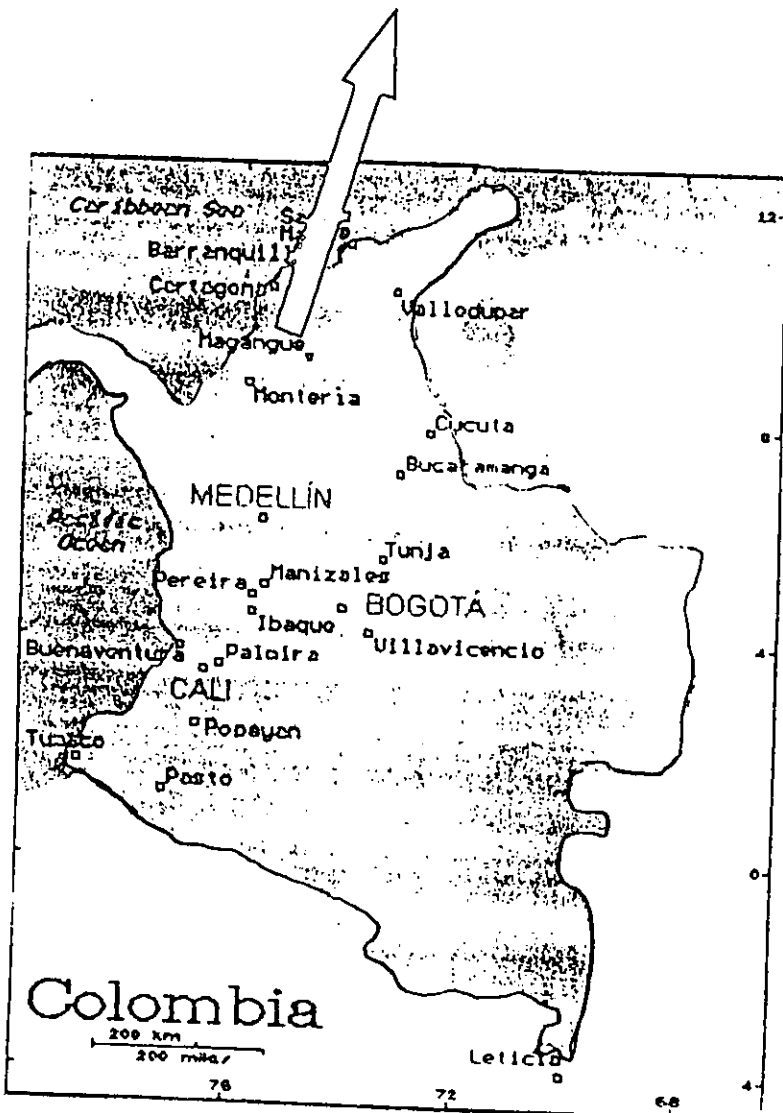 Caribbean Sea
12
Barranquill
Cartagena
Valledupar
Magangue
Monteria
Cucuta
8
Bucaramanga
MEDELLÍN
Pacific
Ocean
Tunja
Manizales
Pereira
BOGOTÁ
Ibaque
Villavicencio
Buenaventura
Palmira
4
CALI
Popayan
Tumaco
Pasto
0
Colombia
200 km
200 miles
Leticia
76
72
68
4